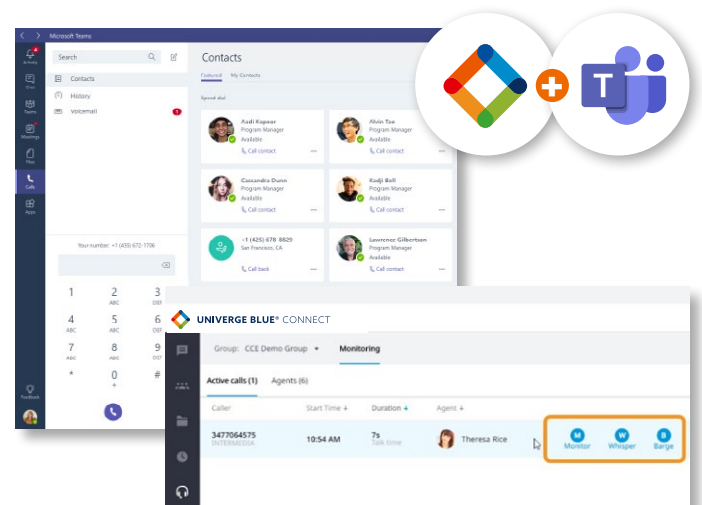 Microsoft Teams
Activity
Chat
Teams
Meetings
Files
Calls
Apps
Feedback
Search
Contacts
History
Voicemail
1
Your number: +1 (435) 672-1706
1
2
ABC
3
DEF
4
5
ABC
6
7
8
ABC
9
*
0
+
#
Contacts
Featured My Contacts
Speed dial
Aadi Kapoor
Program Manager
Available
Call contact
Alvin Tao
Program Manager
Available
Call contact
Cassandra Dunn
Program Manager
Available
Call contact
Kadji Bell
Program Manager
Available
Call contact
+1 (425) 678 8829
San Francisco, CA
Call back
Lawrence Gilbertson
Program Manager
Available
Call contact
T
UNIVERGE BLUE® CONNECT
Group: CCE Demo Group Monitoring
Active calls (1) Agents (6)
Caller Start Time Duration Agent
3477064575 10:54 AM 7s Theresa Rice
INTERMEDIA Talk time
M W B
Monitor Whisper Barge